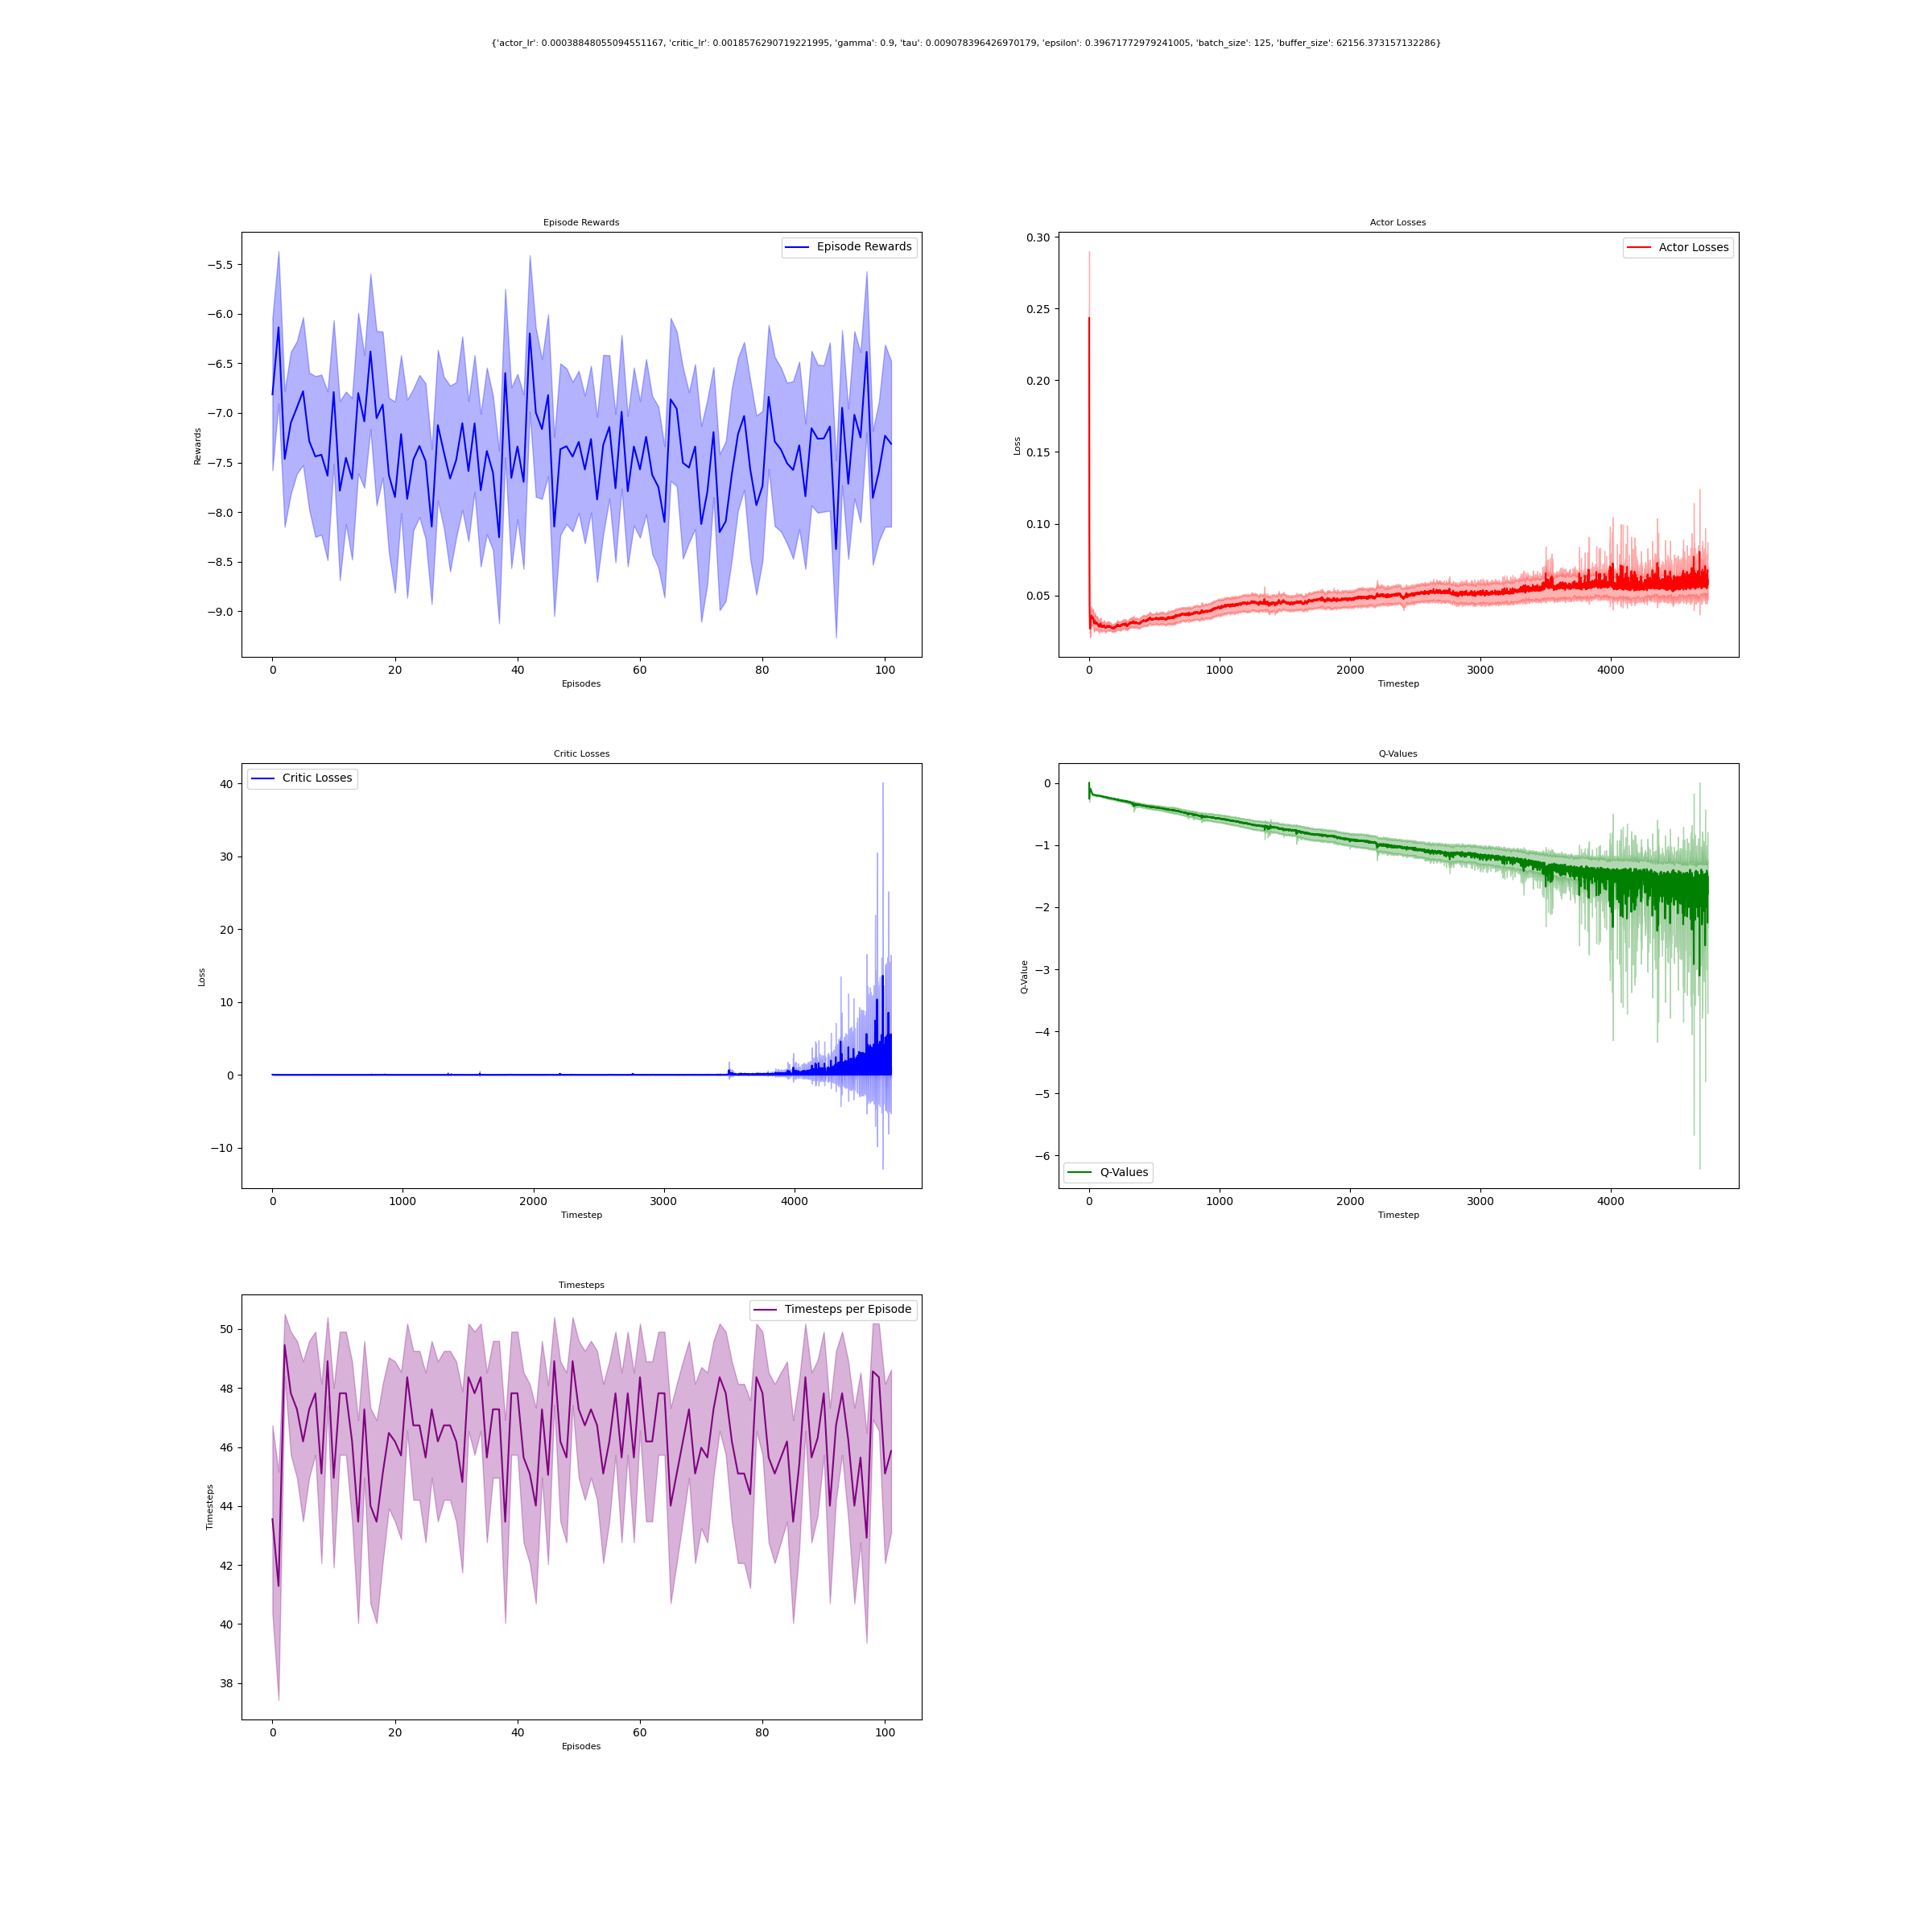 {'actor_lr': 0.00038848055094551167, 'critic_lr': 0.0018576290719221995, 'gamma': 0.9, 'tau': 0.009078396426970179, 'epsilon': 0.39671772979241005, 'batch_size': 125, 'buffer_size': 62156.373157132286}
Episode Rewards
Episode Rewards
−5.5
−6.0
−6.5
−7.0
−7.5
−8.0
−8.5
−9.0
Rewards
0 20 40 60 80 100
Episodes
Actor Losses
Actor Losses
0.30
0.25
0.20
0.15
0.10
0.05
Loss
0 1000 2000 3000 4000
Timestep
Critic Losses
Critic Losses
40
30
20
10
0
−10
Loss
0 1000 2000 3000 4000
Timestep
Q-Values
0
−1
−2
−3
−4
−5
−6
Q-Value
Q-Values
0 1000 2000 3000 4000
Timestep
Timesteps
Timesteps per Episode
50
48
46
44
42
40
38
Timesteps
0 20 40 60 80 100
Episodes